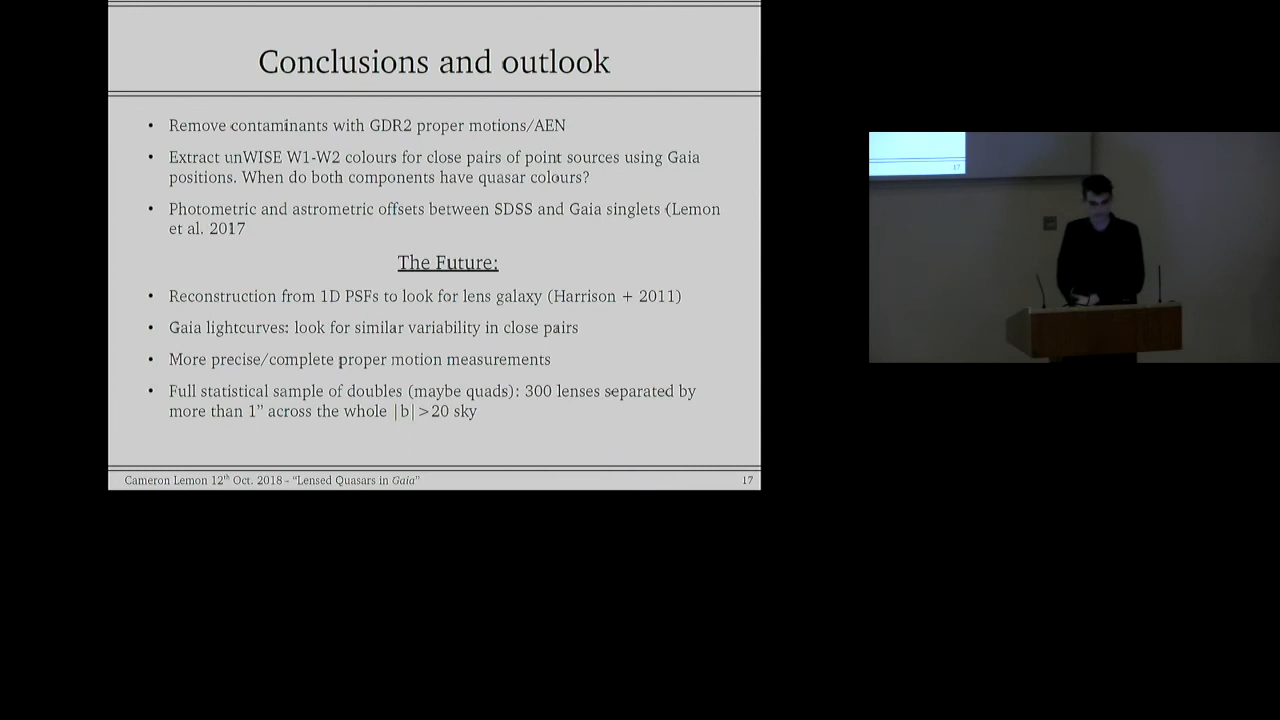 Conclusions and outlook
• Remove contaminants with GDR2 proper motions/AEN
• Extract unWISE W1-W2 colours for close pairs of point sources using Gaia
positions. When do both components have quasar colours?
• Photometric and astrometric offsets between SDSS and Gaia singlets (Lemon
et al. 2017
The Future:
• Reconstruction from 1D PSFs to look for lens galaxy (Harrison + 2011)
• Gaia lightcurves: look for similar variability in close pairs
• More precise/complete proper motion measurements
• Full statistical sample of doubles (maybe quads): 300 lenses separated by
more than 1” across the whole |b|>20 sky
Cameron Lemon 12th Oct. 2018 – “Lensed Quasars in Gaia”
17
17